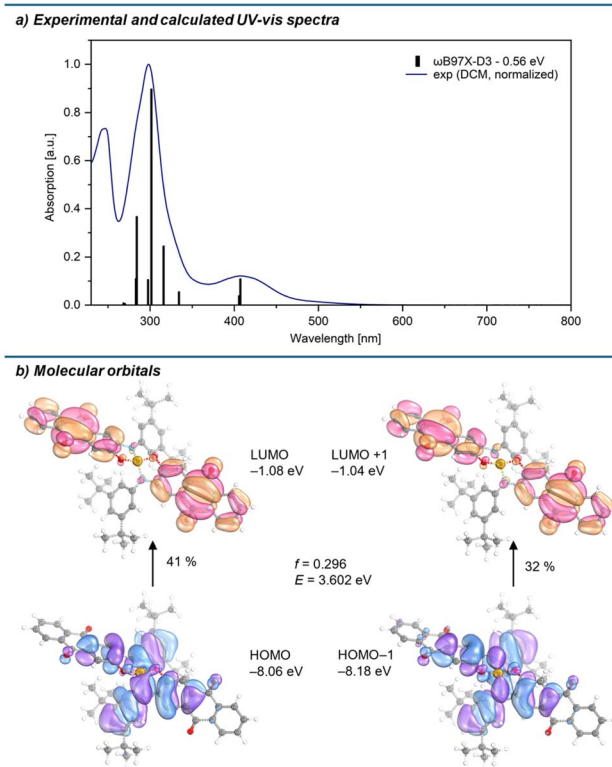 a) Experimental and calculated UV-vis spectra
ωB97X-D3 - 0.56 eV
exp (DCM, normalized)
1.0
0.8
0.6
0.4
0.2
0.0
Absorption [a.u.]
300 400 500 600 700 800
Wavelength [nm]
b) Molecular orbitals
LUMO LUMO +1
−1.08 eV −1.04 eV
41 % 32 %
f = 0.296
E = 3.602 eV
HOMO HOMO−1
−8.06 eV −8.18 eV